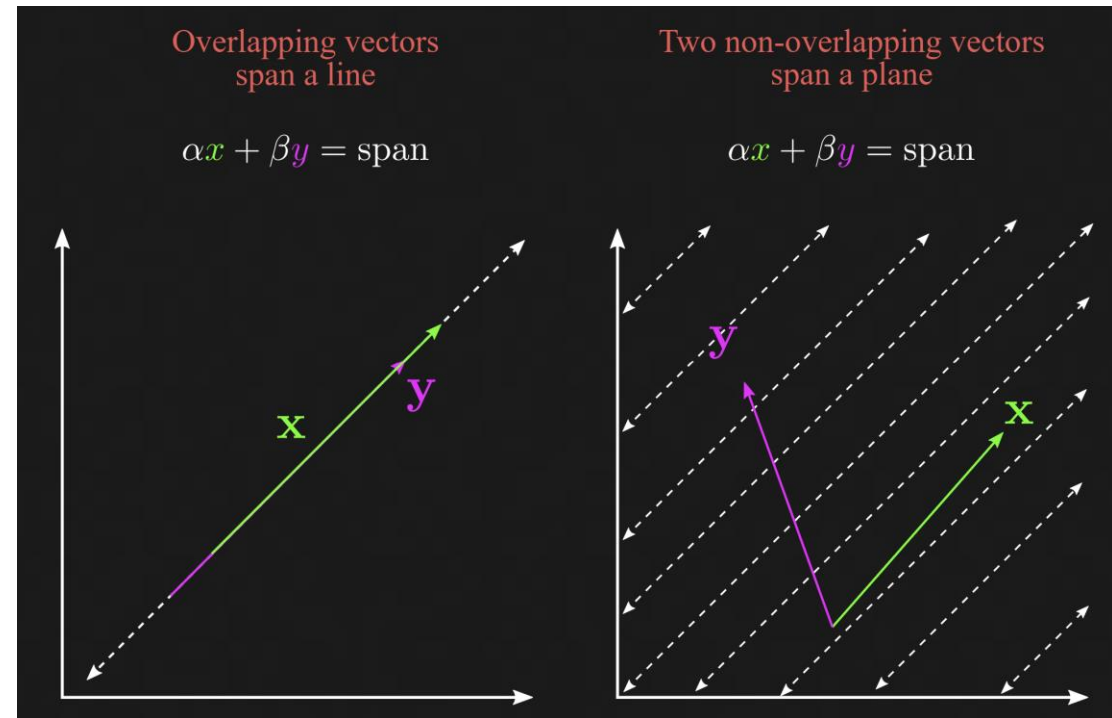 Overlapping vectors
span a line
αx + βy = span
x
y
Two non-overlapping vectors
span a plane
αx + βy = span
y
x